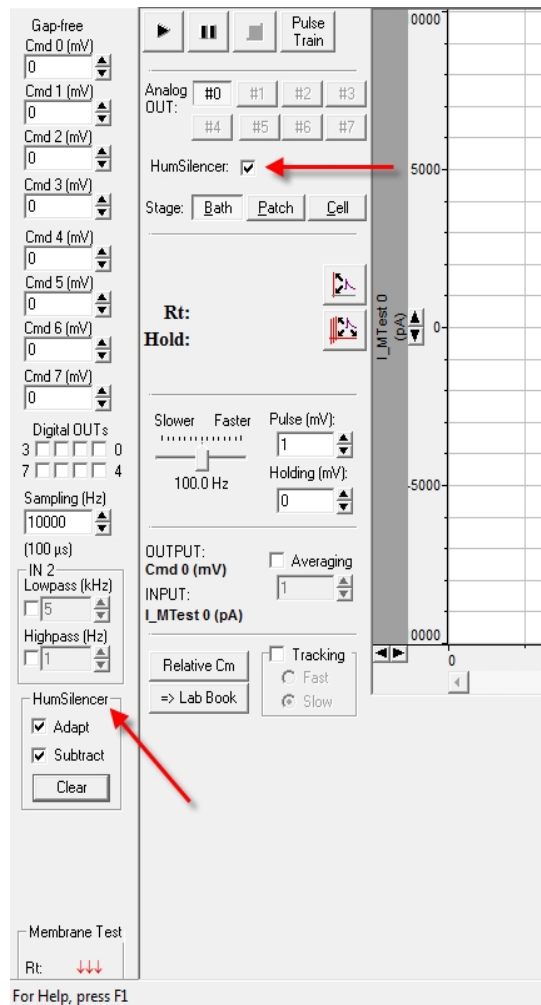 Gap-free
Cmd 0 (mV)
0
Cmd 1 (mV)
0
Cmd 2 (mV)
0
Cmd 3 (mV)
0
Cmd 4 (mV)
0
Cmd 5 (mV)
0
Cmd 6 (mV)
0
Cmd 7 (mV)
0
Digital OUTs
3 0
7 4
Sampling (Hz)
10000
(100 µs)
IN 2
Lowpass (kHz)
5
Highpass (Hz)
1
HumSilencer
Adapt
Subtract
Clear
Membrane Test
Rt: ↓↓↓
Pulse
Train
Analog
OUT:
#0 #1 #2 #3
#4 #5 #6 #7
HumSilencer:
Stage: Bath Patch Cell
Rt:
Hold:
Slower Faster
100.0 Hz
Pulse (mV):
1
Holding (mV):
0
OUTPUT:
Cmd 0 (mV)
INPUT:
I_MTest 0 (pA)
Averaging
1
Relative Cm
=> Lab Book
Tracking
Fast
Slow
I_MTest 0
(pA)
0000
5000
0
-5000
0000
0
For Help, press F1